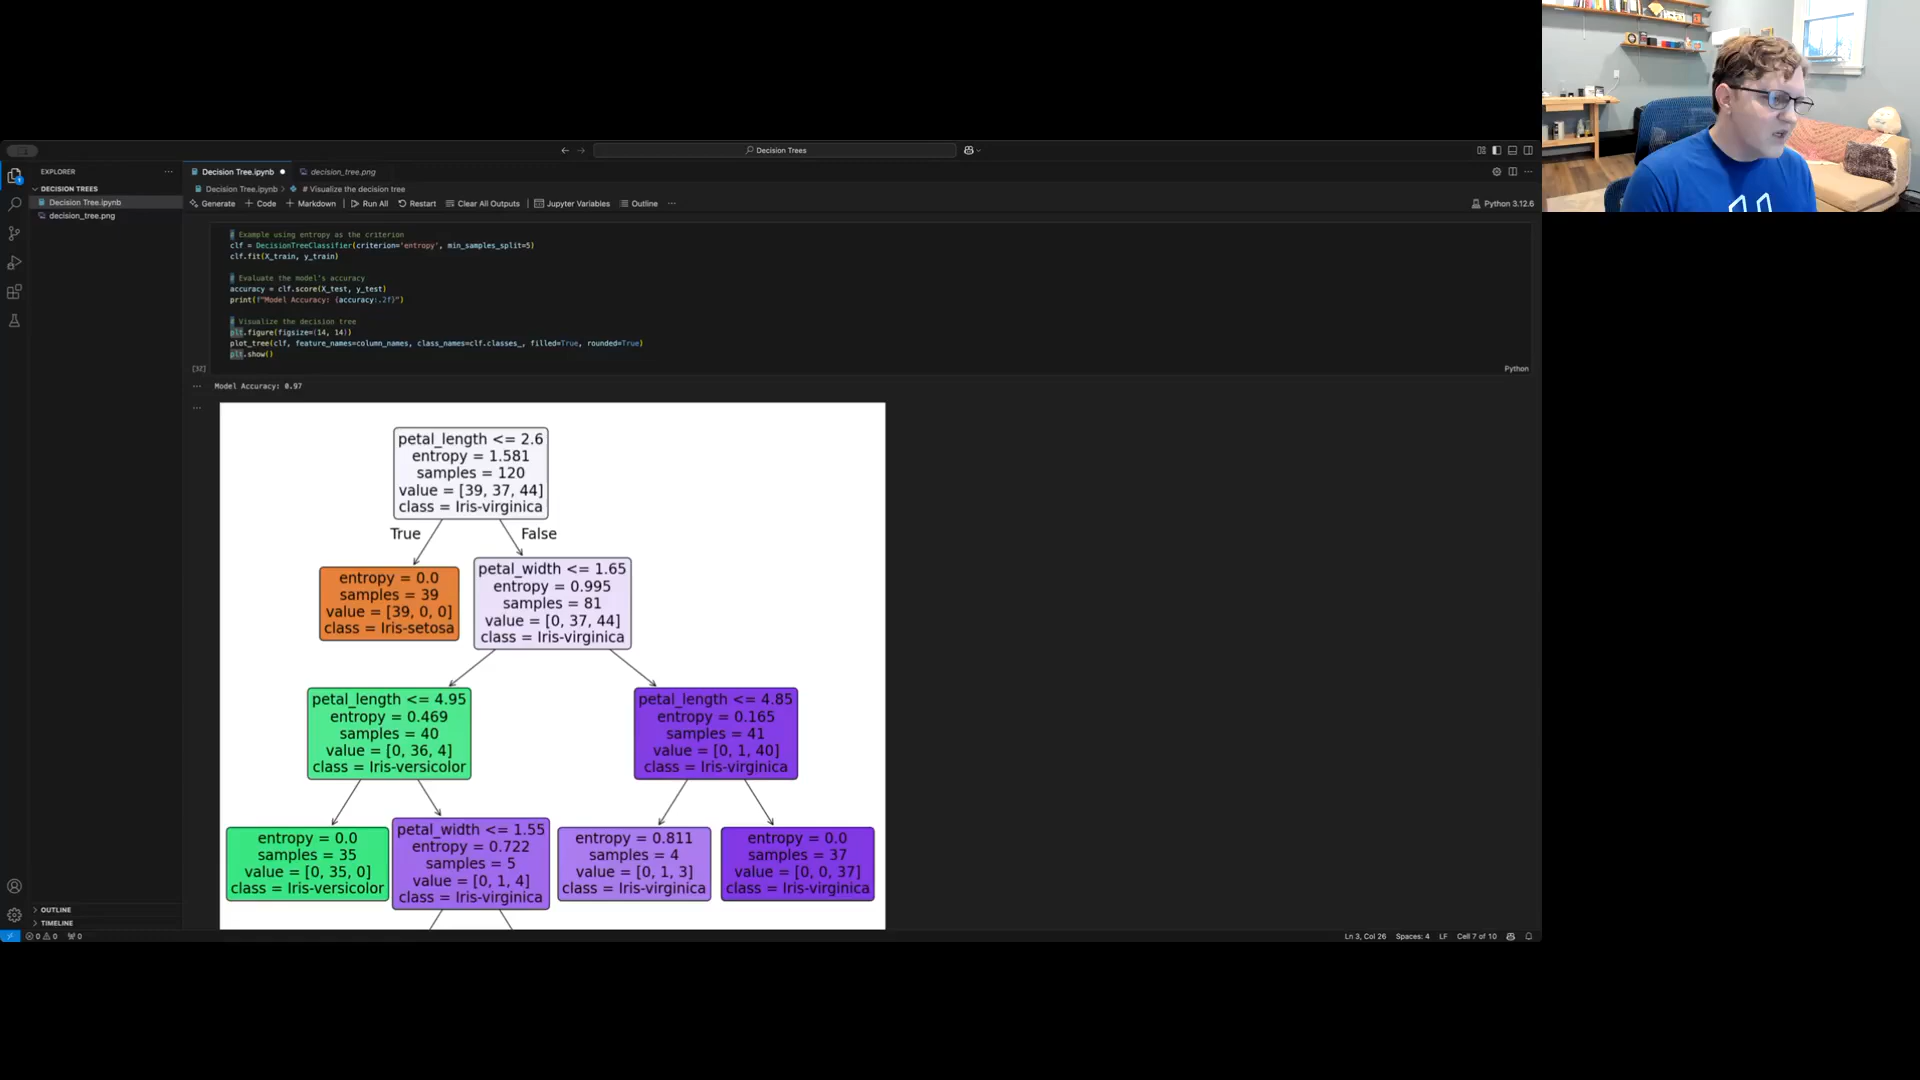 Decision Trees
EXPLORER
DECISION TREES
Decision Tree.ipynb
decision_tree.png
Decision Tree.ipynb
decision_tree.png
Decision Tree.ipynb > # Visualize the decision tree
Generate + Code + Markdown Run All Restart Clear All Outputs Jupyter Variables Outline ...
Python 3.12.6
# Example using entropy as the criterion
clf = DecisionTreeClassifier(criterion='entropy', min_samples_split=5)
clf.fit(X_train, y_train)
# Evaluate the model's accuracy
accuracy = clf.score(X_test, y_test)
print(f"Model Accuracy: {accuracy:.2f}")
# Visualize the decision tree
plt.figure(figsize=(14, 14))
plot_tree(clf, feature_names=column_names, class_names=clf.classes_, filled=True, rounded=True)
plt.show()
[37]
Python
Model Accuracy: 0.97
petal_length <= 2.6
entropy = 1.581
samples = 120
value = [39, 37, 44]
class = Iris-virginica
True
False
entropy = 0.0
samples = 39
value = [39, 0, 0]
class = Iris-setosa
petal_width <= 1.65
entropy = 0.995
samples = 81
value = [0, 37, 44]
class = Iris-virginica
petal_length <= 4.95
entropy = 0.469
samples = 40
value = [0, 36, 4]
class = Iris-versicolor
petal_length <= 4.85
entropy = 0.165
samples = 41
value = [0, 1, 40]
class = Iris-virginica
entropy = 0.0
samples = 35
value = [0, 35, 0]
class = Iris-versicolor
petal_width <= 1.55
entropy = 0.722
samples = 5
value = [0, 1, 4]
class = Iris-virginica
entropy = 0.811
samples = 4
value = [0, 1, 3]
class = Iris-virginica
entropy = 0.0
samples = 37
value = [0, 0, 37]
class = Iris-virginica
OUTLINE
TIMELINE
0 0 0
Ln 3, Col 26 Spaces: 4 LF Cell 7 of 10